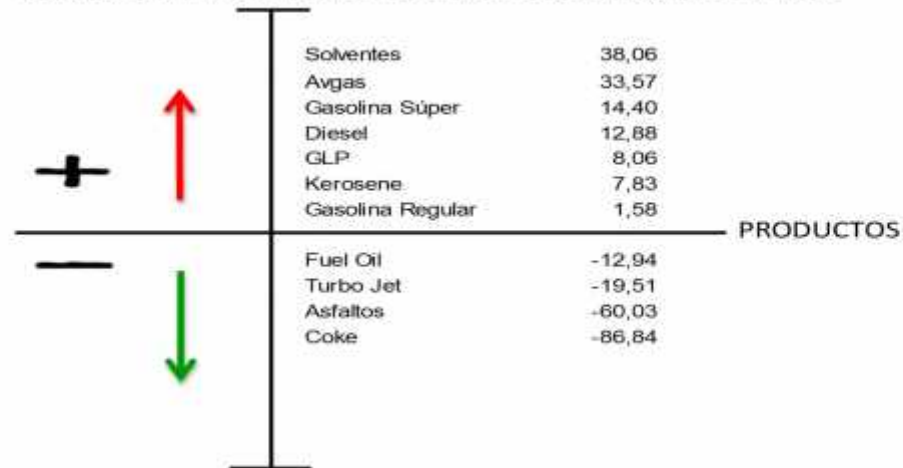 Solventes 38,06
Avgas 33,57
Gasolina Súper 14,40
Diesel 12,88
GLP 8,06
Kerosene 7,83
Gasolina Regular 1,58
PRODUCTOS
Fuel Oil -12,94
Turbo Jet -19,51
Asfaltos -60,03
Coke -86,84